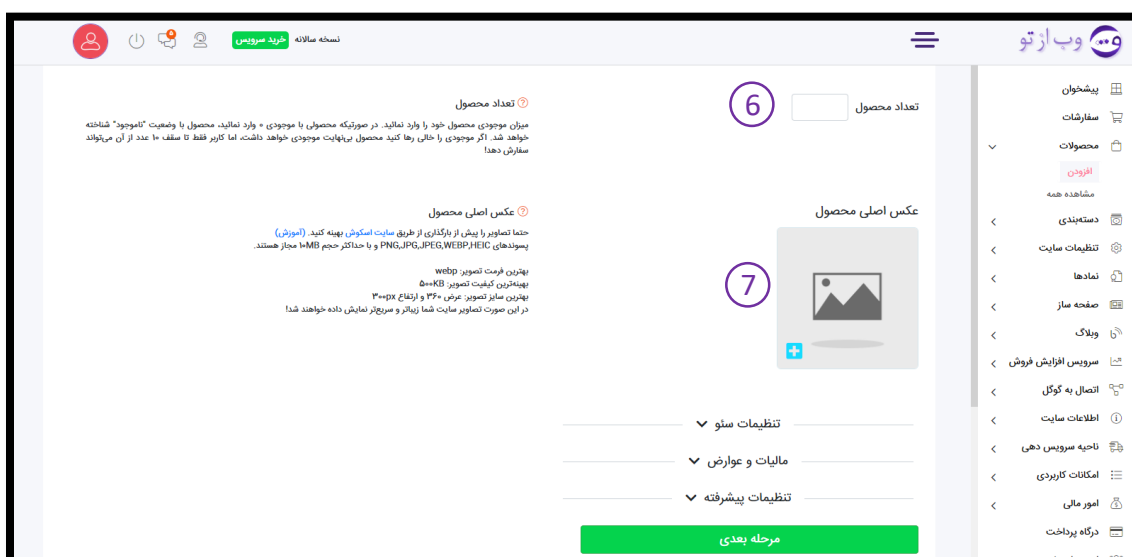 وب از تو
نسخه سالانه
خرید سرویس
پیشخوان
سفارشات
محصولات
افزودن
مشاهده همه
دسته‌بندی
تنظیمات سایت
نمادها
صفحه ساز
وبلاگ
سرویس افزایش فروش
اتصال به گوگل
اطلاعات سایت
ناحیه سرویس دهی
امکانات کاربردی
امور مالی
درگاه پرداخت
تعداد محصول
6
تعداد محصول
میزان موجودی محصول خود را وارد نمائید. در صورتیکه محصولی با موجودی ۰ وارد نمائید، محصول با وضعیت "ناموجود" شناخته
خواهد شد. اگر موجودی را خالی رها کنید محصول بی‌نهایت موجودی خواهد داشت، اما کاربر فقط تا سقف ۱۰ عدد از آن می‌تواند
سفارش دهد!
عکس اصلی محصول
7
عکس اصلی محصول
حتما تصاویر را پیش از بارگذاری از طریق سایت اسکوش بهینه کنید. (آموزش)
پسوندهای PNG,JPG,JPEG,WEBP,HEIC و با حداکثر حجم ۱۰MB مجاز هستند.
بهترین فرمت تصویر: webp
بهینه‌ترین کیفیت تصویر: ۵۰۰KB
بهترین سایز تصویر: عرض ۳۶۰ و ارتفاع ۳۰۰px
در این صورت تصاویر سایت شما زیباتر و سریع‌تر نمایش داده خواهند شد!
تنظیمات سئو
مالیات و عوارض
تنظیمات پیشرفته
مرحله بعدی